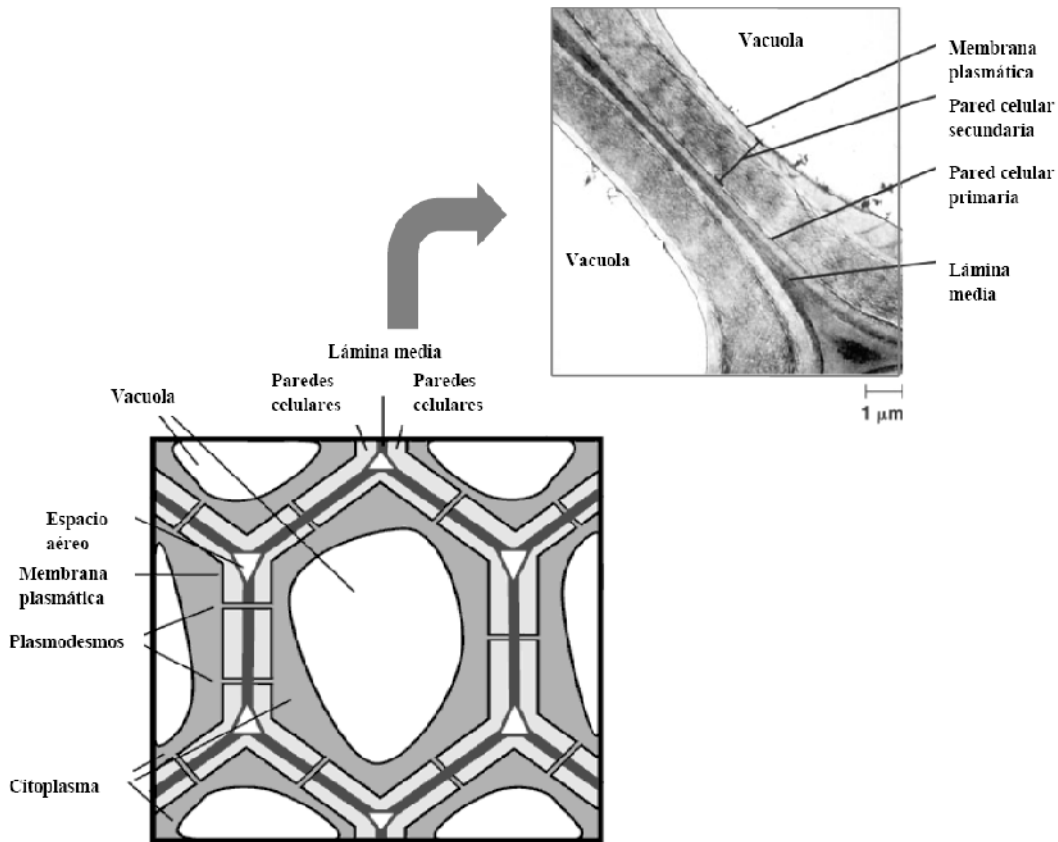 Vacuola
Membrana
plasmática
Pared celular
secundaria
Pared celular
primaria
Vacuola
Lámina
media
1 μm
Lámina media
Paredes
celulares
Paredes
celulares
Vacuola
Espacio
aéreo
Membrana
plasmática
Plasmodesmos
Citoplasma